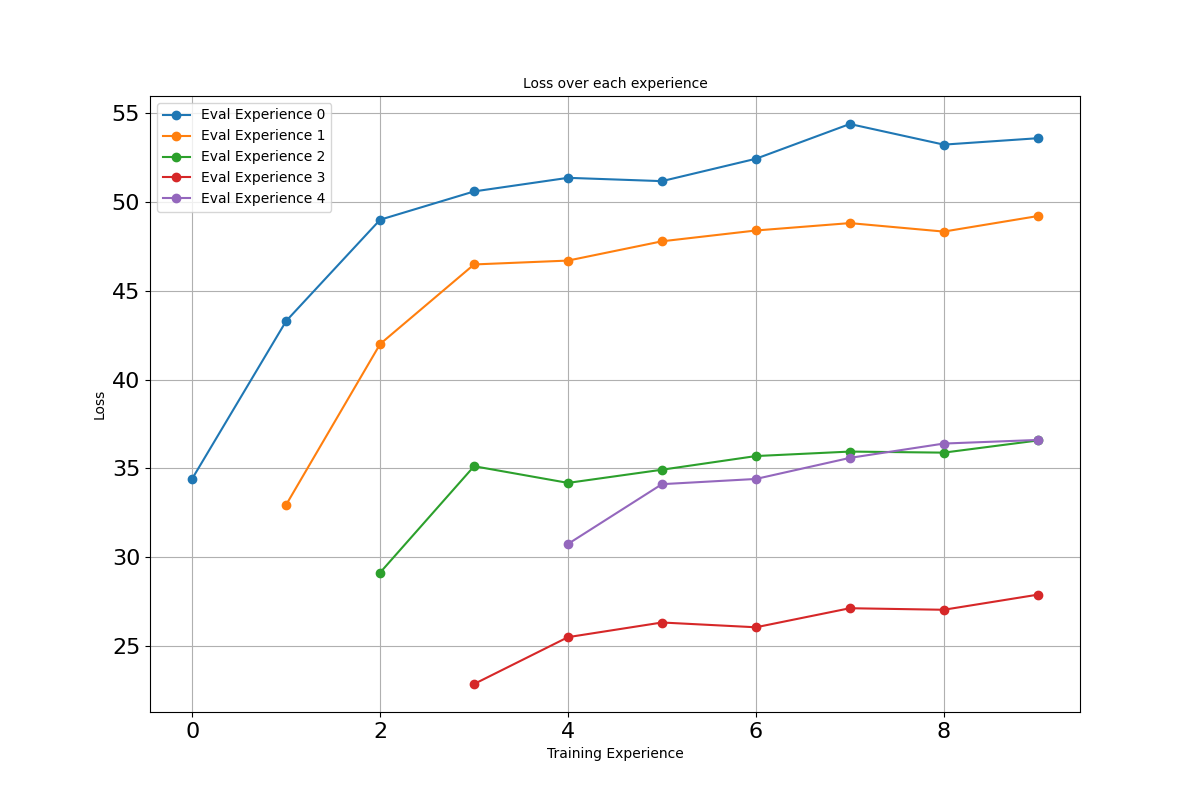 Loss over each experience
55
50
45
40
35
30
25
Loss
Eval Experience 0
Eval Experience 1
Eval Experience 2
Eval Experience 3
Eval Experience 4
0 2 4 6 8
Training Experience